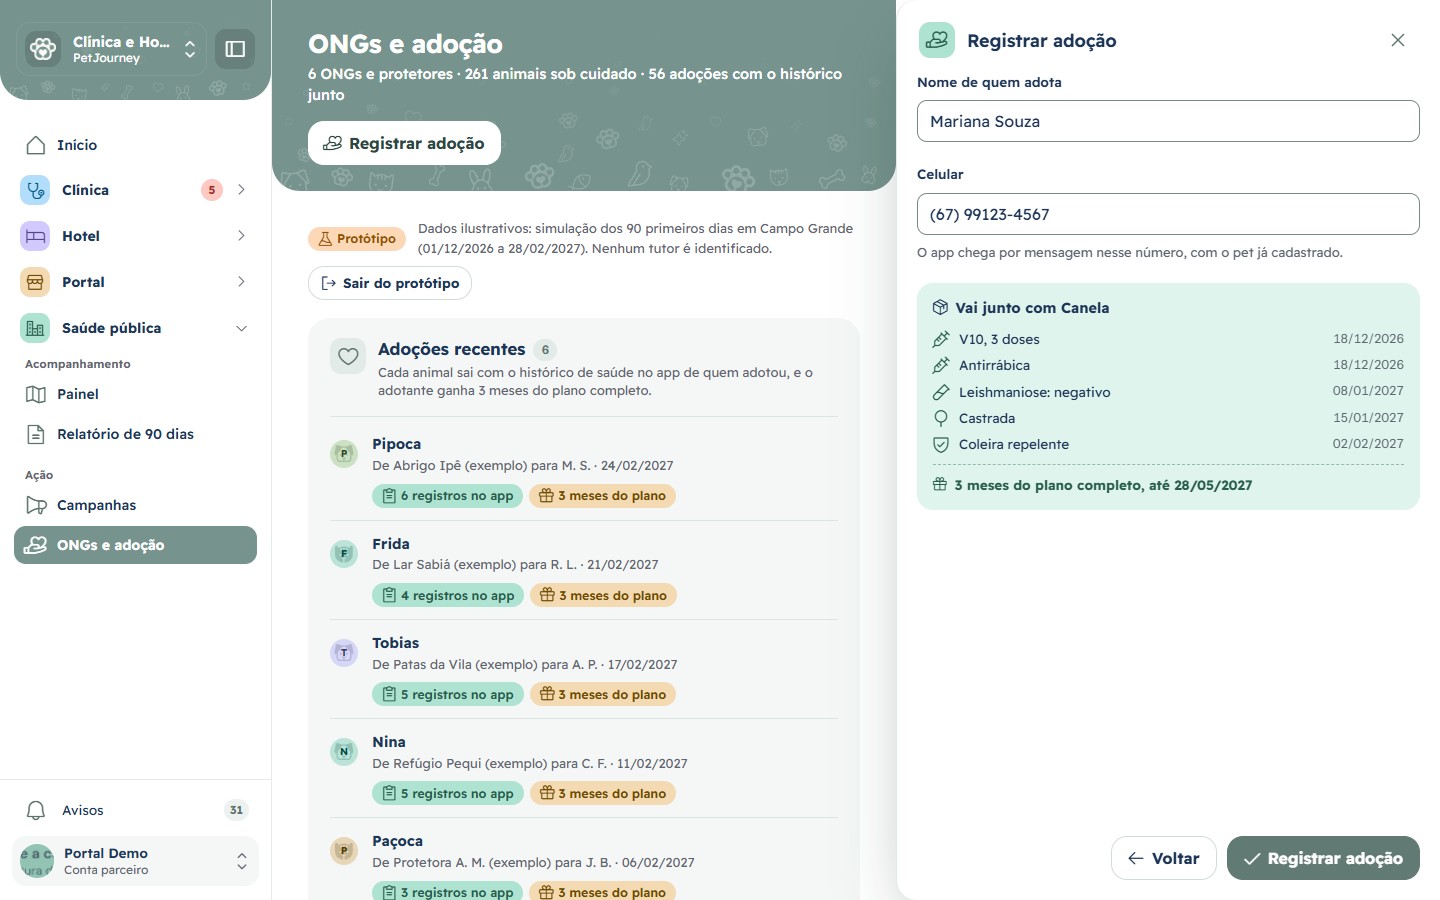 Clínica e Ho...
PetJourney
Início
Clínica
5
Hotel
Portal
Saúde pública
Acompanhamento
Painel
Relatório de 90 dias
Ação
Campanhas
ONGs e adoção
Avisos
31
Portal Demo
Conta parceiro
ONGs e adoção
6 ONGs e protetores · 261 animais sob cuidado · 56 adoções com o histórico
junto
Registrar adoção
Protótipo
Dados ilustrativos: simulação dos 90 primeiros dias em Campo Grande
(01/12/2026 a 28/02/2027). Nenhum tutor é identificado.
Sair do protótipo
Adoções recentes
6
Cada animal sai com o histórico de saúde no app de quem adotou, e o
adotante ganha 3 meses do plano completo.
P
Pipoca
De Abrigo Ipê (exemplo) para M. S. · 24/02/2027
6 registros no app
3 meses do plano
F
Frida
De Lar Sabiá (exemplo) para R. L. · 21/02/2027
4 registros no app
3 meses do plano
T
Tobias
De Patas da Vila (exemplo) para A. P. · 17/02/2027
5 registros no app
3 meses do plano
N
Nina
De Refúgio Pequi (exemplo) para C. F. · 11/02/2027
5 registros no app
3 meses do plano
P
Paçoca
De Protetora A. M. (exemplo) para J. B. · 06/02/2027
3 registros no app
3 meses do plano
Registrar adoção
Nome de quem adota
Mariana Souza
Celular
(67) 99123-4567
O app chega por mensagem nesse número, com o pet já cadastrado.
Vai junto com Canela
V10, 3 doses
18/12/2026
Antirrábica
18/12/2026
Leishmaniose: negativo
08/01/2027
Castrada
15/01/2027
Coleira repelente
02/02/2027
3 meses do plano completo, até 28/05/2027
Voltar
Registrar adoção